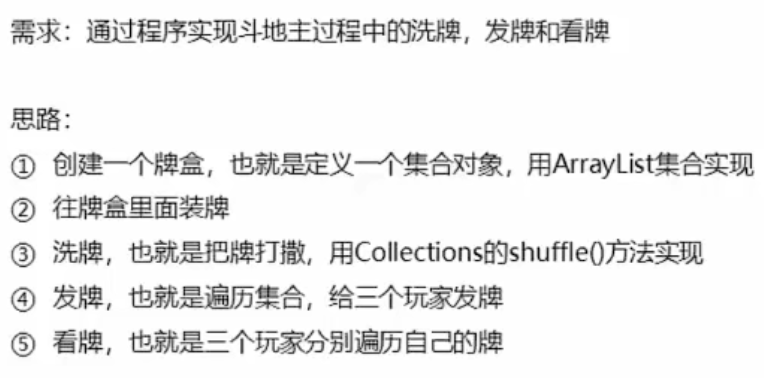 需求：通过程序实现斗地主过程中的洗牌，发牌和看牌
思路：
① 创建一个牌盒，也就是定义一个集合对象，用ArrayList集合实现
② 往牌盒里面装牌
③ 洗牌，也就是把牌打撒，用Collections的shuffle()方法实现
④ 发牌，也就是遍历集合，给三个玩家发牌
⑤ 看牌，也就是三个玩家分别遍历自己的牌